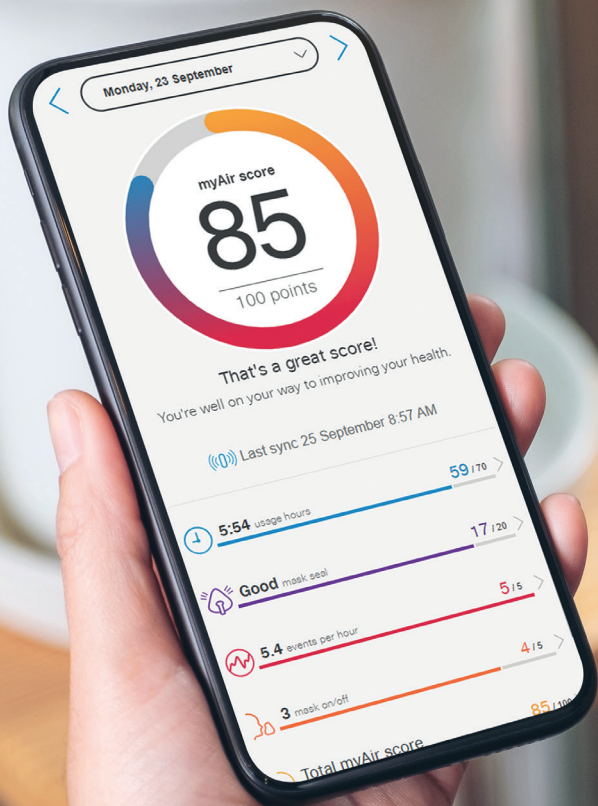 Monday, 23 September
myAir score
85
100 points
That's a great score!
You're well on your way to improving your health.
Last sync 25 September 8:57 AM
5:54 usage hours 59 / 70
Good mask seal 17 / 20
5.4 events per hour 5 / 5
3 mask on/off 4 / 5
Total myAir score 85 / 100